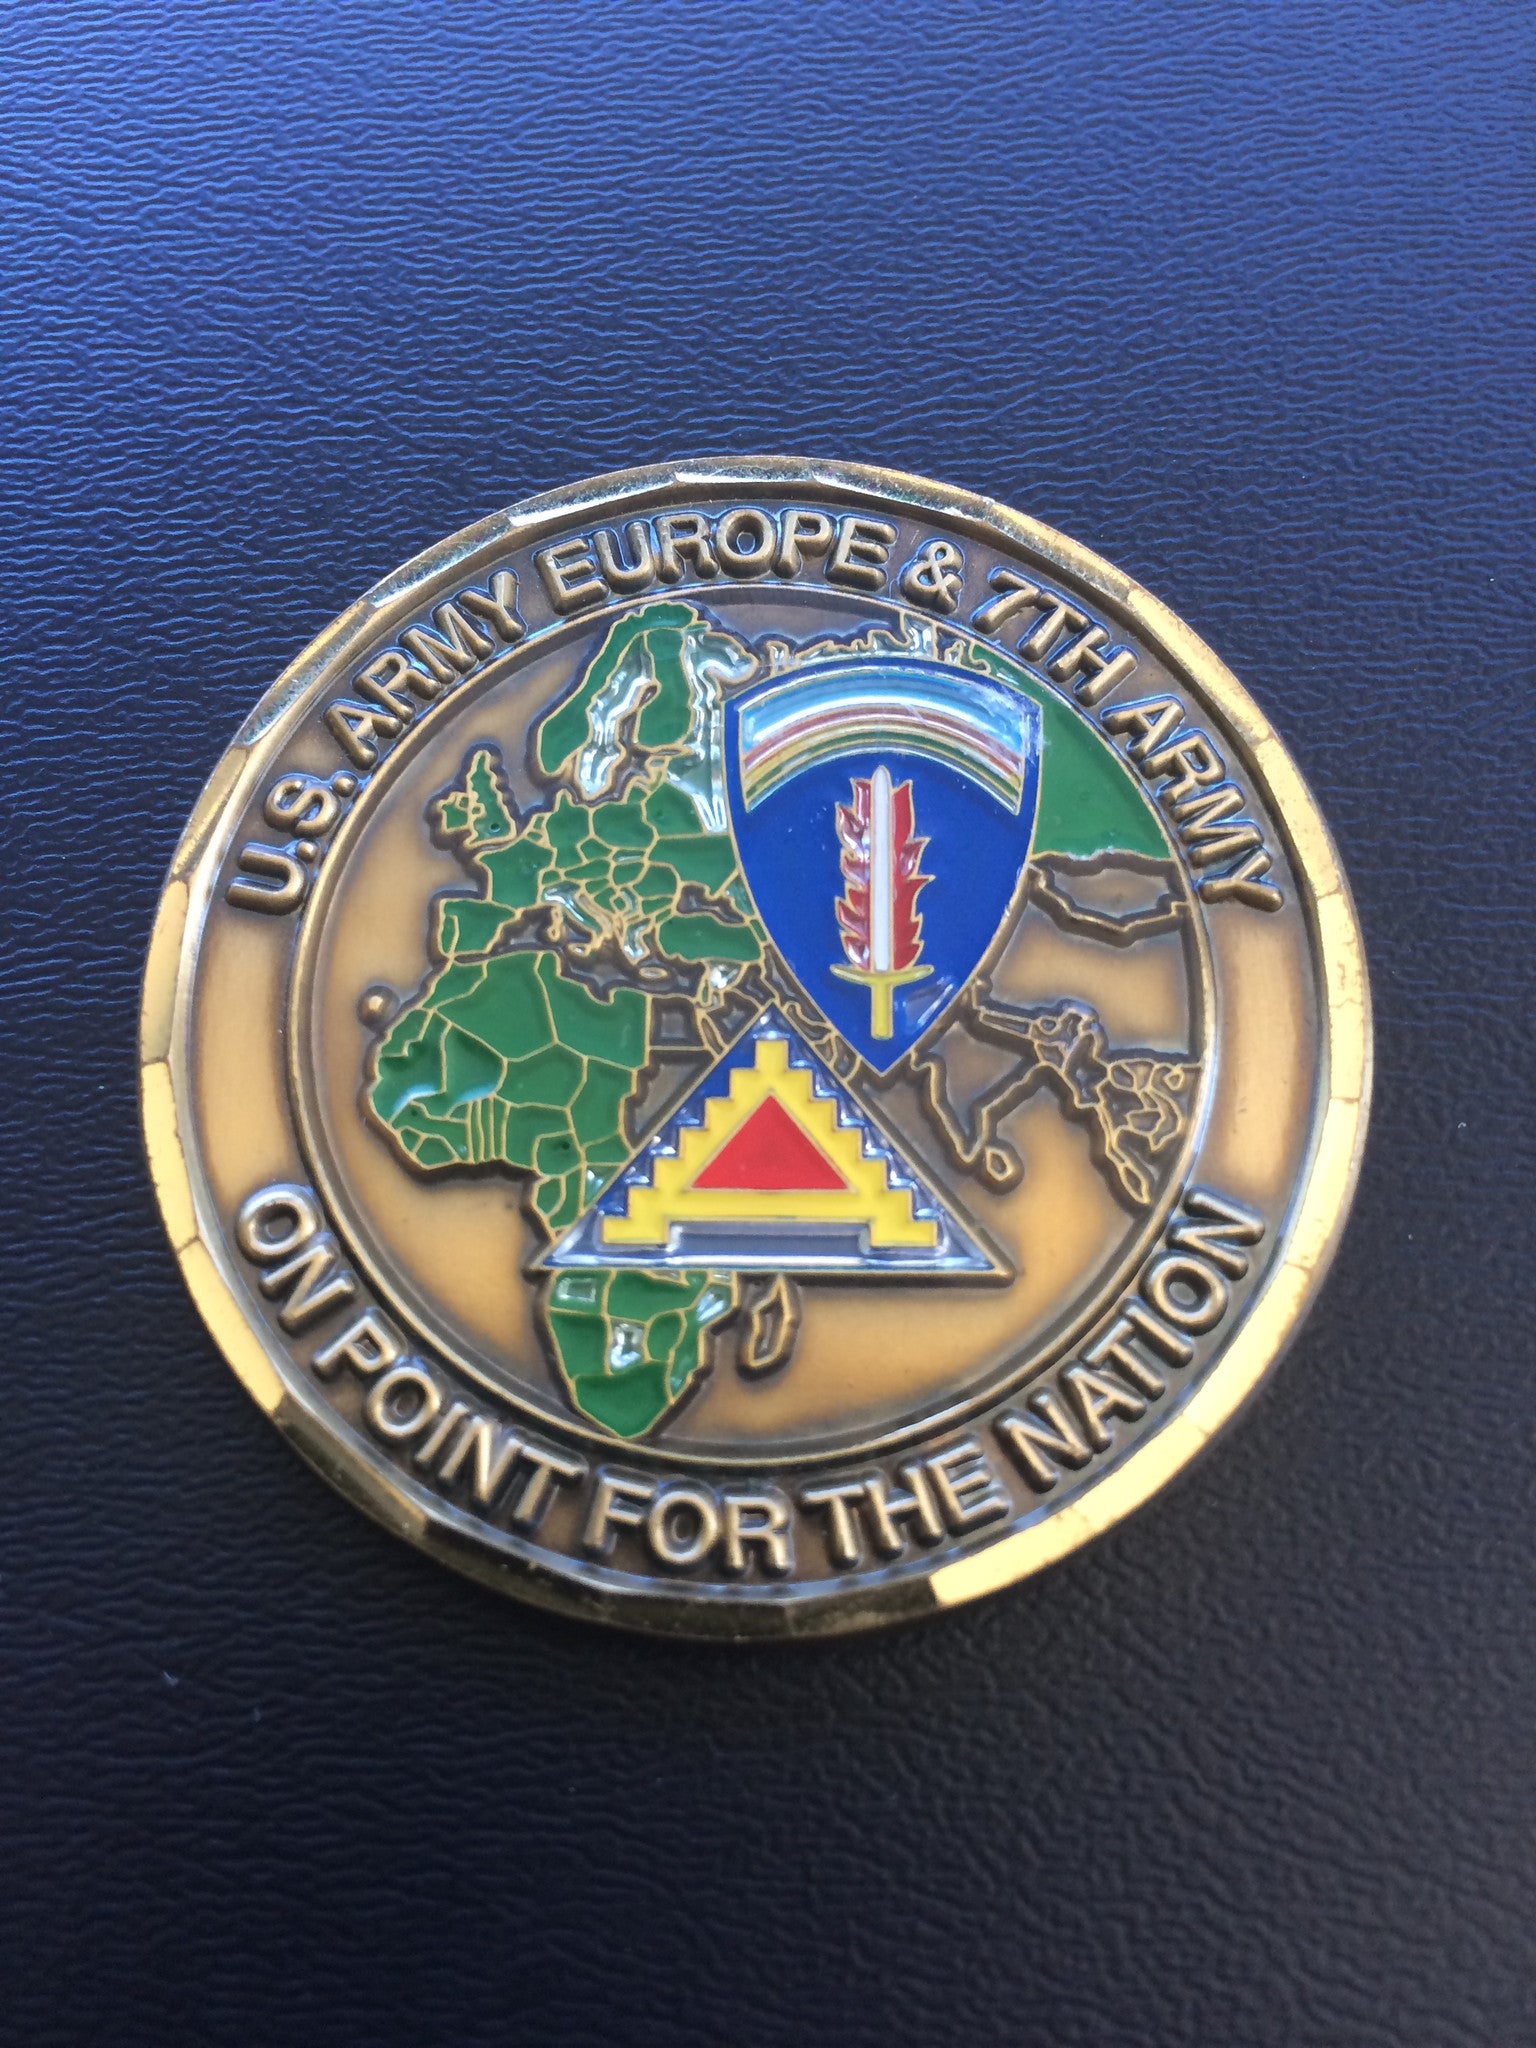 U.S. ARMY EUROPE & 7TH ARMY
ON POINT FOR THE NATION